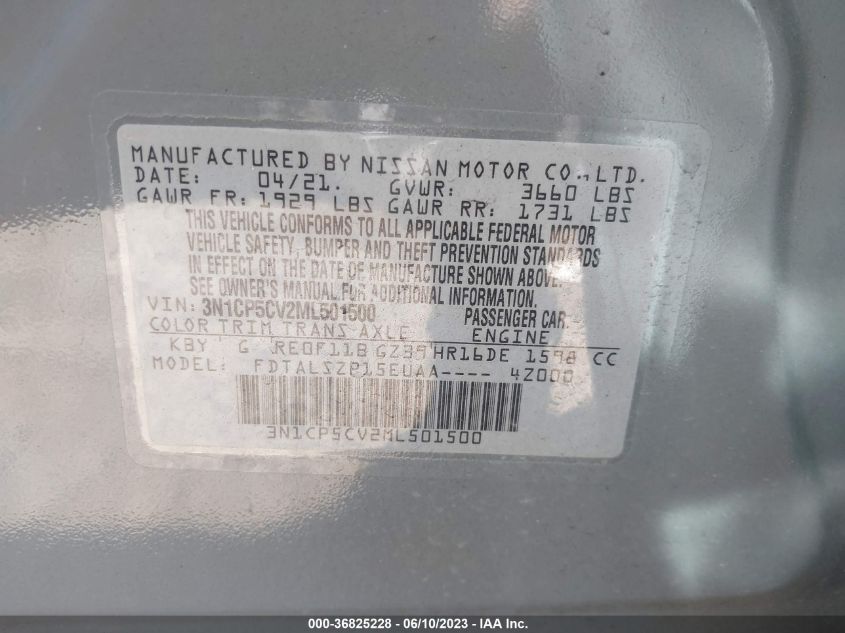 MANUFACTURED BY NISSAN MOTOR CO.,LTD.
DATE: 04/21. GVWR: 3660 LBS
GAWR FR: 1929 LBS GAWR RR: 1731 LBS
THIS VEHICLE CONFORMS TO ALL APPLICABLE FEDERAL MOTOR
VEHICLE SAFETY, BUMPER AND THEFT PREVENTION STANDARDS
IN EFFECT ON THE DATE OF MANUFACTURE SHOWN ABOVE.
SEE OWNER'S MANUAL FOR ADDITIONAL INFORMATION.
VIN: 3N1CP5CV2ML501500 PASSENGER CAR.
COLOR TRIM TRANS AXLE ENGINE
KBY G RE0F11B GZ39 HR16DE 1598 CC
MODEL: FDTALSZP15EUAA---- 4Z000
3N1CP5CV2ML501500
000-36825228 - 06/10/2023 - IAA Inc.